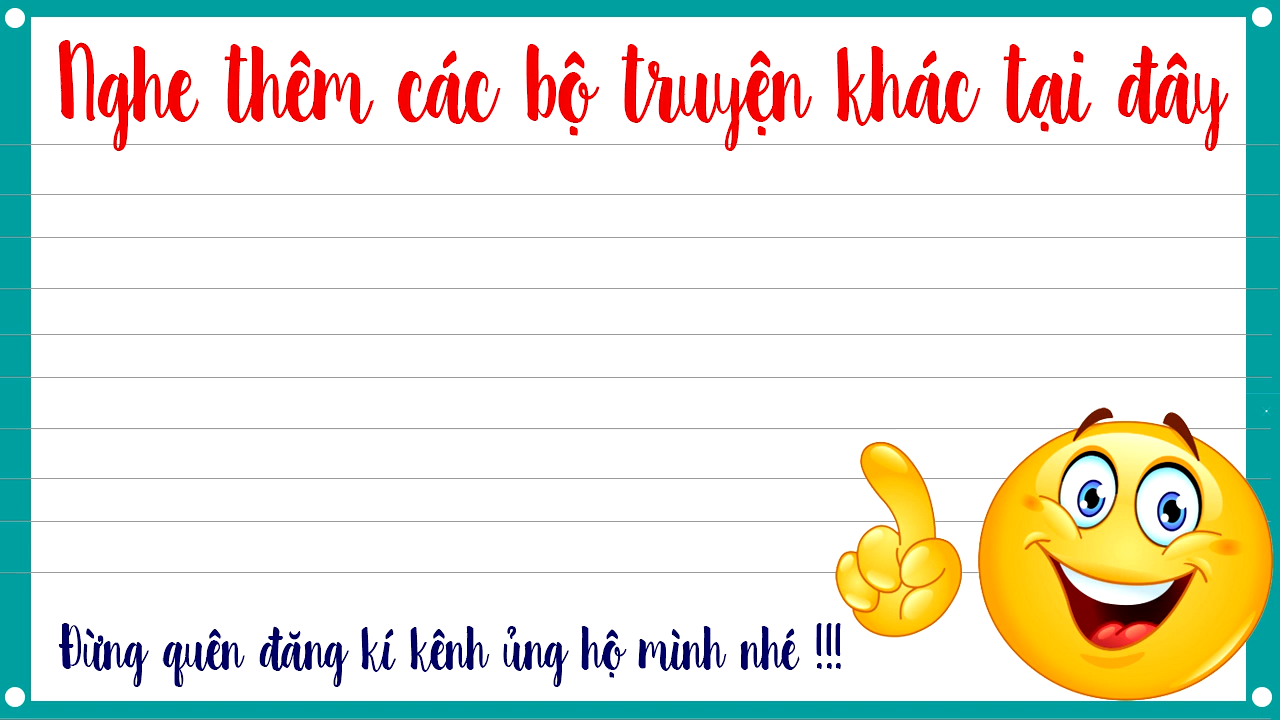 Nghe thêm các bộ truyện khác tại đây
Đừng quên đăng kí kênh ủng hộ mình nhé !!!